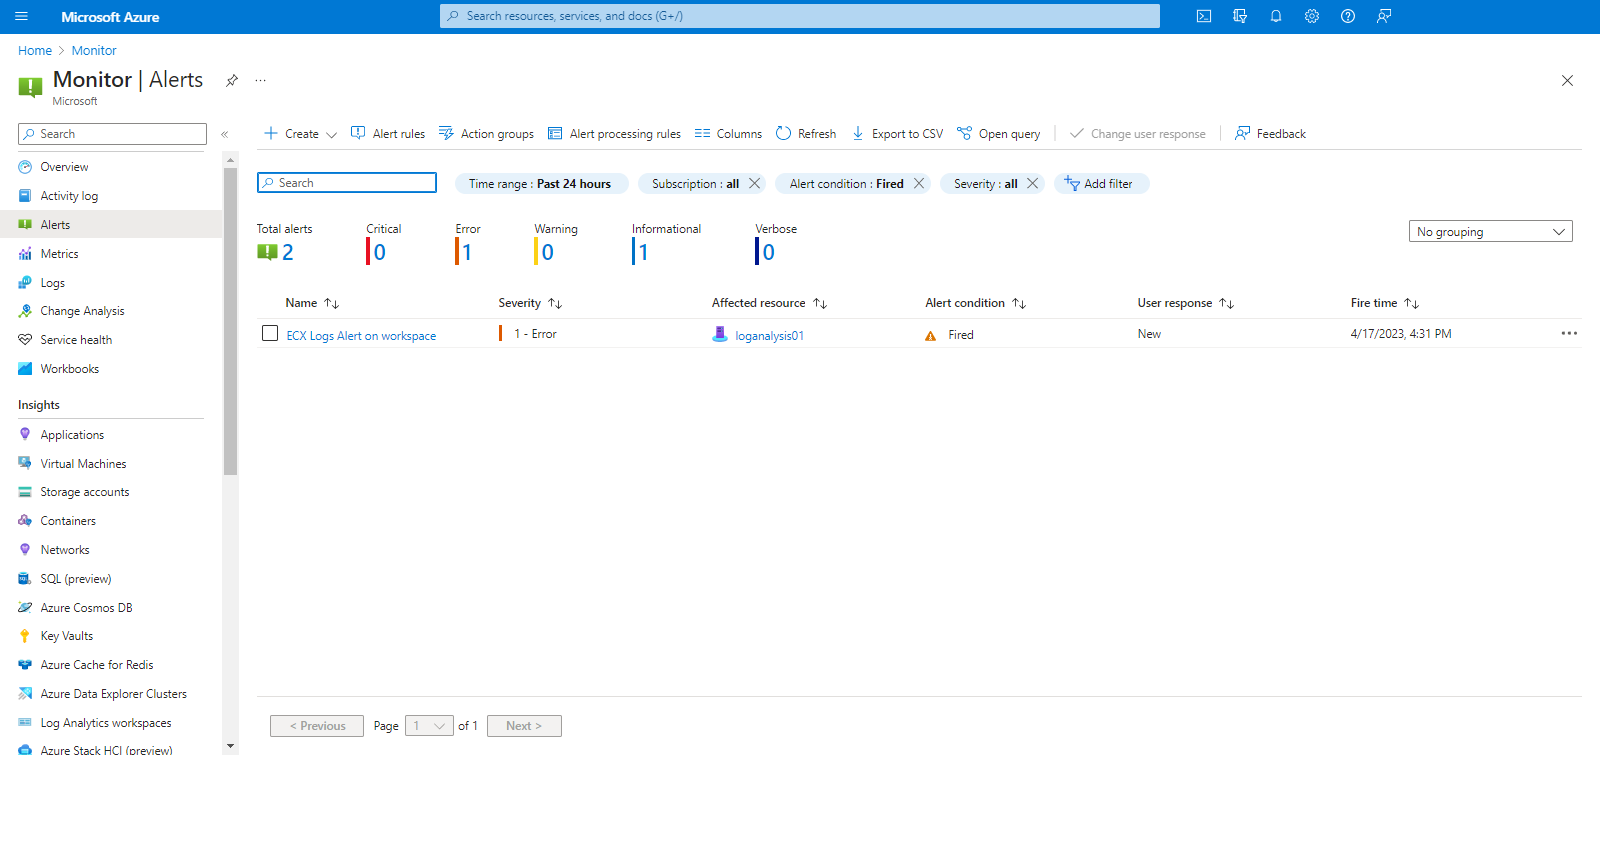 Microsoft Azure
Search resources, services, and docs (G+/)
Home > Monitor
Monitor | Alerts
Microsoft
Search
Overview
Activity log
Alerts
Metrics
Logs
Change Analysis
Service health
Workbooks
Insights
Applications
Virtual Machines
Storage accounts
Containers
Networks
SQL (preview)
Azure Cosmos DB
Key Vaults
Azure Cache for Redis
Azure Data Explorer Clusters
Log Analytics workspaces
Azure Stack HCI (preview)
Create Alert rules Action groups Alert processing rules Columns Refresh Export to CSV Open query Change user response Feedback
Search Time range : Past 24 hours Subscription : all Alert condition : Fired Severity : all Add filter
Total alerts Critical Error Warning Informational Verbose
2 0 1 0 1 0
No grouping
Name Severity Affected resource Alert condition User response Fire time
ECX Logs Alert on workspace 1 - Error loganalysis01 Fired New 4/17/2023, 4:31 PM
< Previous Page 1 of 1 Next >